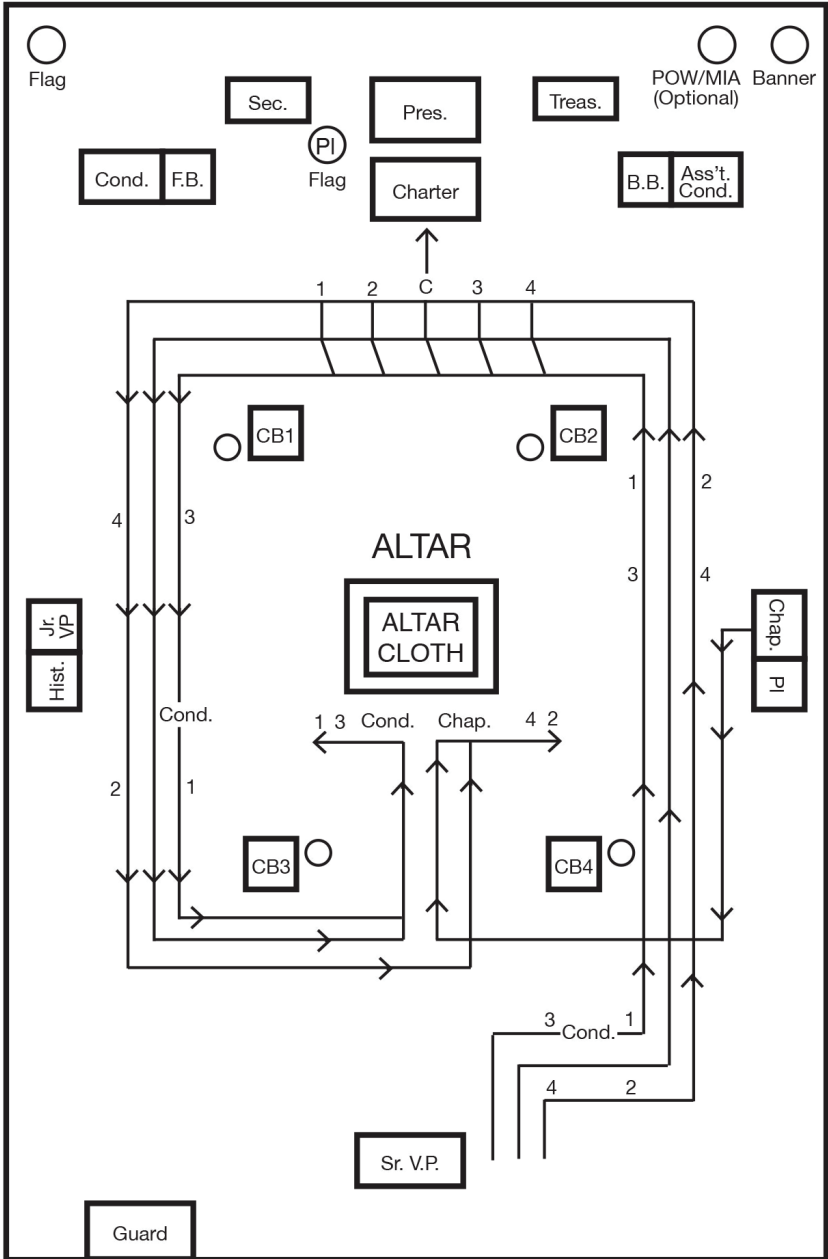 Flag
POW/MIA
(Optional)
Banner
Sec.
Pres.
Treas.
PI
Flag
Cond.
F.B.
Charter
B.B.
Ass't.
Cond.
1
2
C
3
4
CB1
CB2
4
3
1
2
ALTAR
3
4
ALTAR
CLOTH
Jr.
VP
Hist.
Chap.
PI
Cond.
1 3 Cond.
Chap. 4 2
2
1
CB3
CB4
3 Cond. 1
4
2
Sr. V.P.
Guard